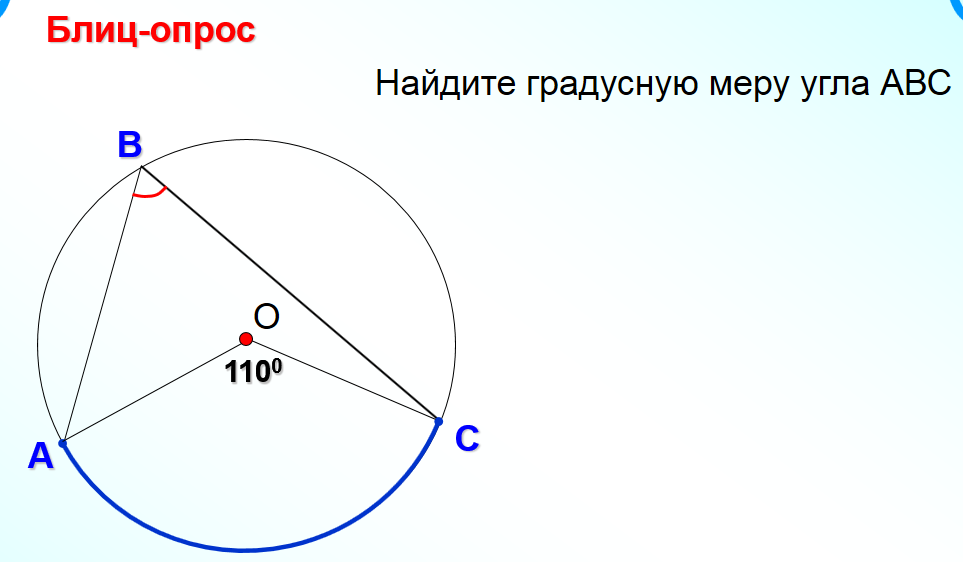 Блиц-опрос
Найдите градусную меру угла АВС
В
О
110⁰
А
С